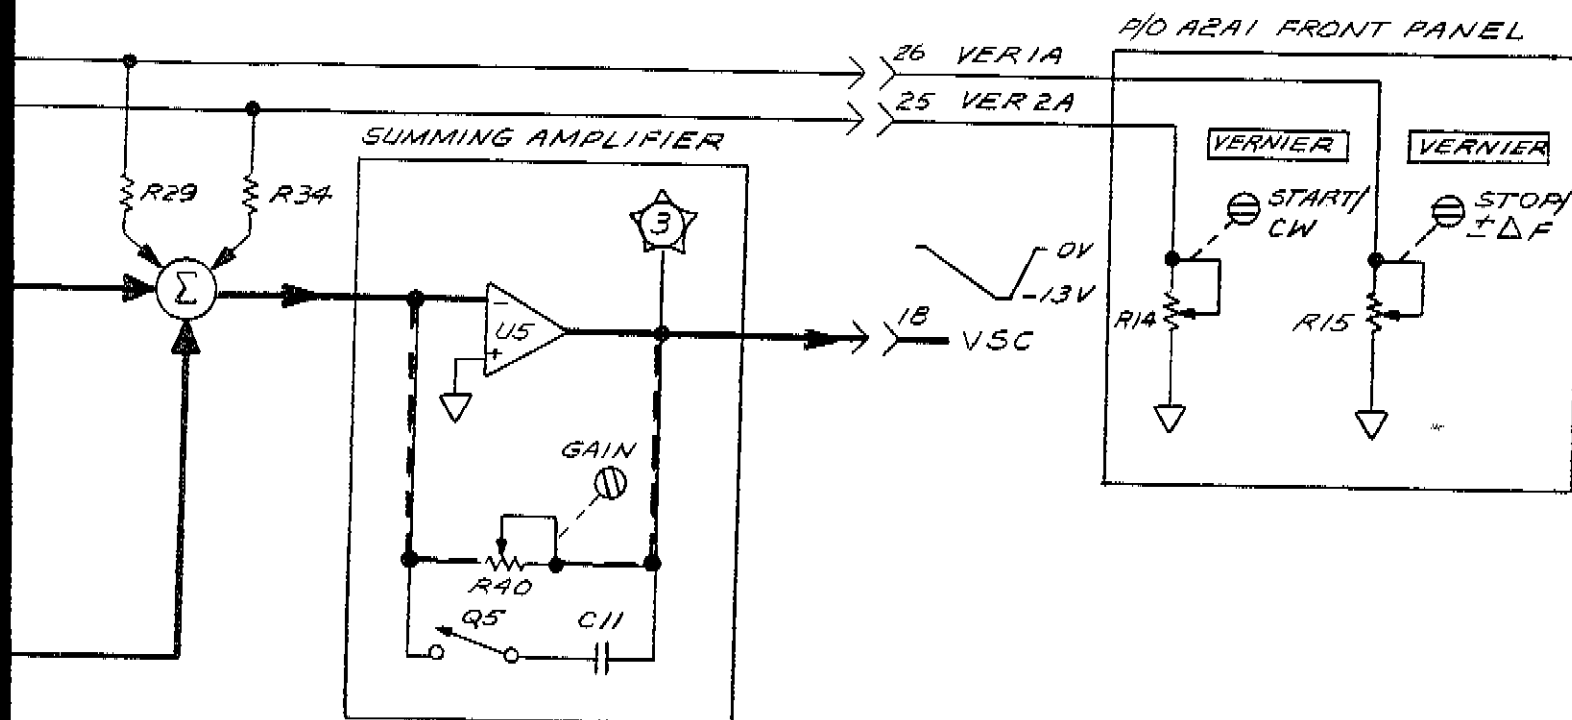 P/O A2A1 FRONT PANEL
26 VER1A
25 VER2A
SUMMING AMPLIFIER
VERNIER
VERNIER
R29
R34
3
START/
CW
STOP/
± Δ F
Σ
0V
-13V
-
U5
+
18
VSC
R14
R15
GAIN
R40
Q5
C11